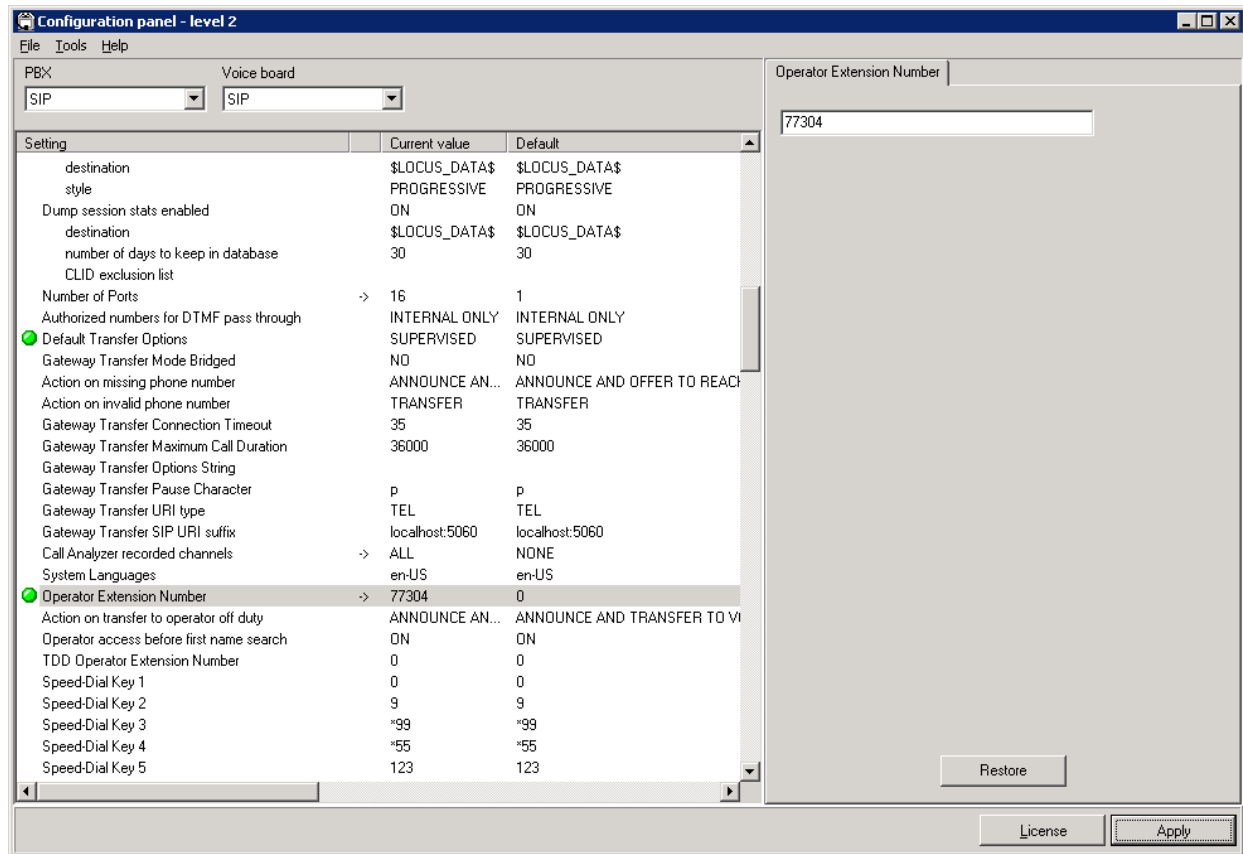 Configuration panel - level 2
File Tools Help
PBX Voice board
SIP SIP
Operator Extension Number
77304
Setting Current value Default
destination $LOCUS_DATA$ $LOCUS_DATA$
style PROGRESSIVE PROGRESSIVE
Dump session stats enabled ON ON
destination $LOCUS_DATA$ $LOCUS_DATA$
number of days to keep in database 30 30
CLID exclusion list
Number of Ports -> 16 1
Authorized numbers for DTMF pass through INTERNAL ONLY INTERNAL ONLY
Default Transfer Options SUPERVISED SUPERVISED
Gateway Transfer Mode Bridged NO NO
Action on missing phone number ANNOUNCE AN... ANNOUNCE AND OFFER TO REACH
Action on invalid phone number TRANSFER TRANSFER
Gateway Transfer Connection Timeout 35 35
Gateway Transfer Maximum Call Duration 36000 36000
Gateway Transfer Options String
Gateway Transfer Pause Character p p
Gateway Transfer URI type TEL TEL
Gateway Transfer SIP URI suffix localhost:5060 localhost:5060
Call Analyzer recorded channels -> ALL NONE
System Languages en-US en-US
Operator Extension Number -> 77304 0
Action on transfer to operator off duty ANNOUNCE AN... ANNOUNCE AND TRANSFER TO
Operator access before first name search ON ON
TDD Operator Extension Number 0 0
Speed-Dial Key 1 0 0
Speed-Dial Key 2 9 9
Speed-Dial Key 3 *99 *99
Speed-Dial Key 4 *55 *55
Speed-Dial Key 5 123 123
Restore
License Apply